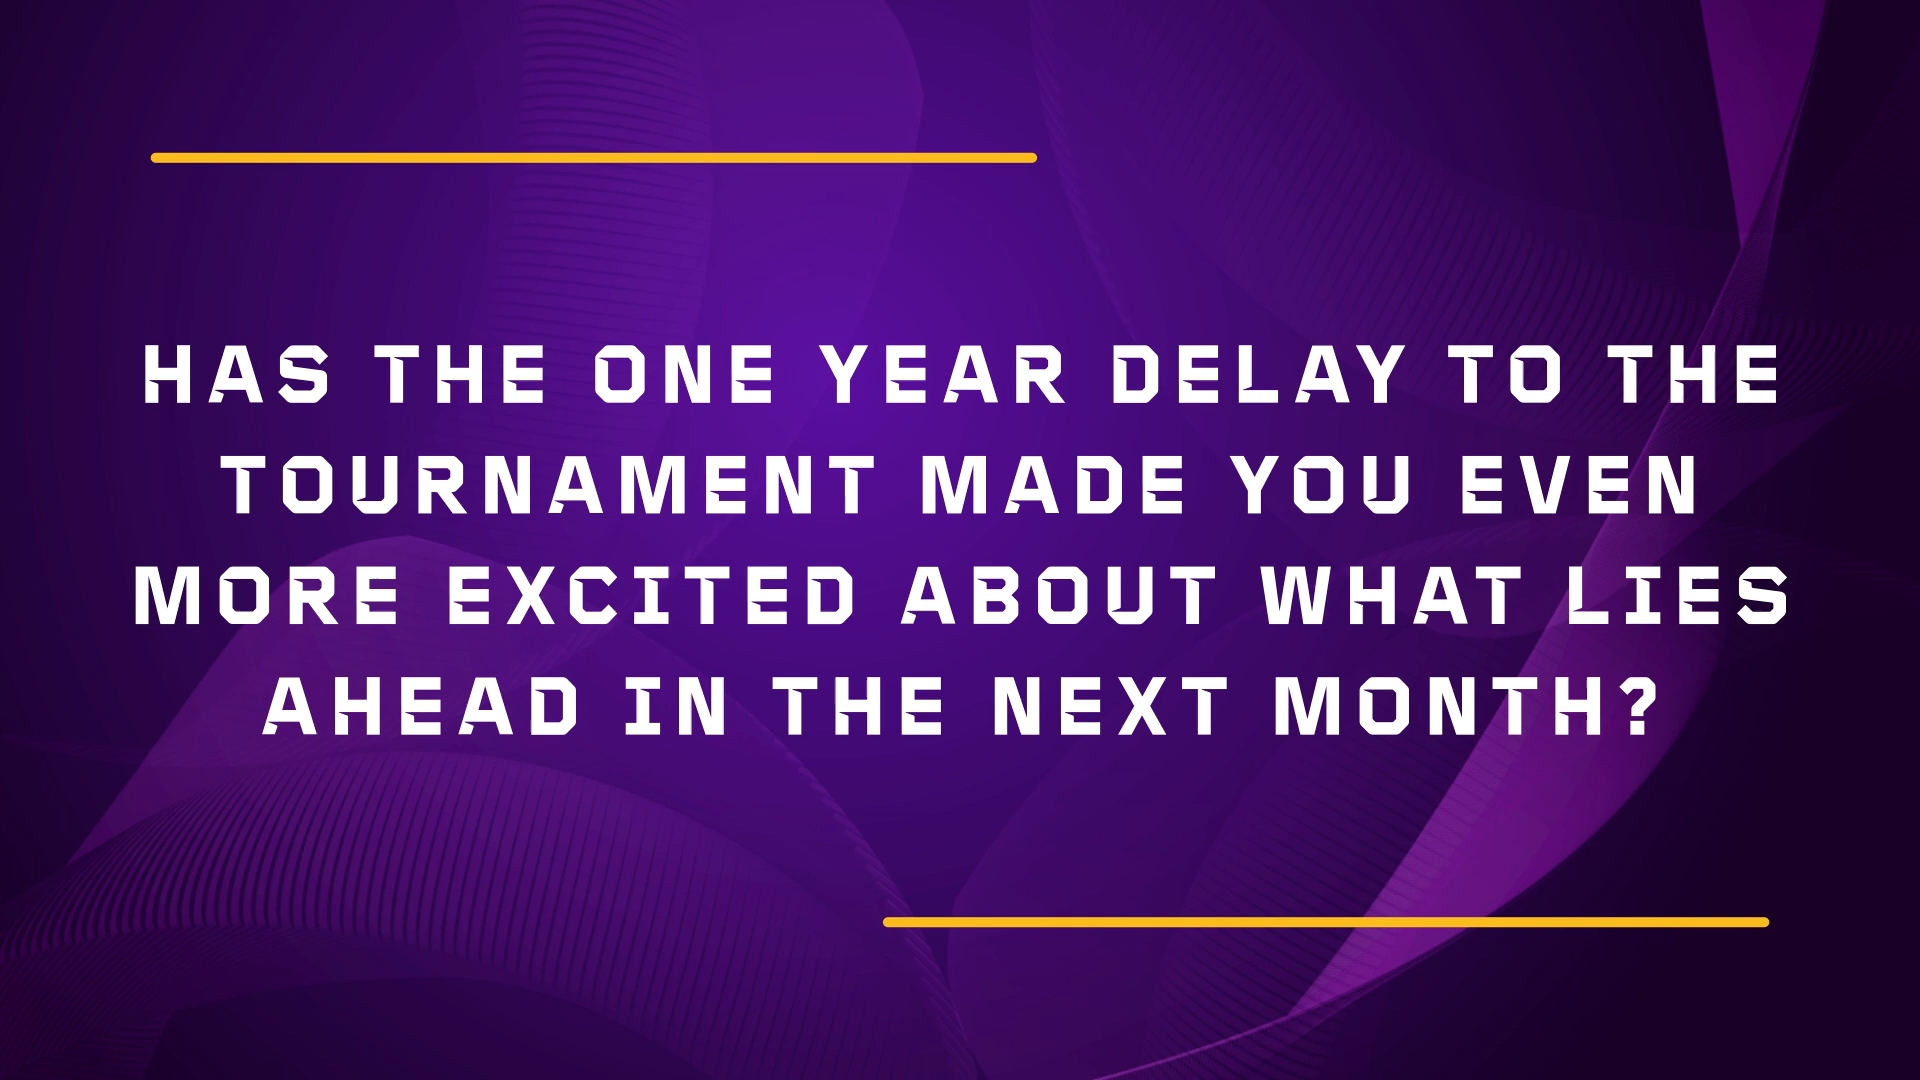 HAS THE ONE YEAR DELAY TO THE
TOURNAMENT MADE YOU EVEN
MORE EXCITED ABOUT WHAT LIES
AHEAD IN THE NEXT MONTH?